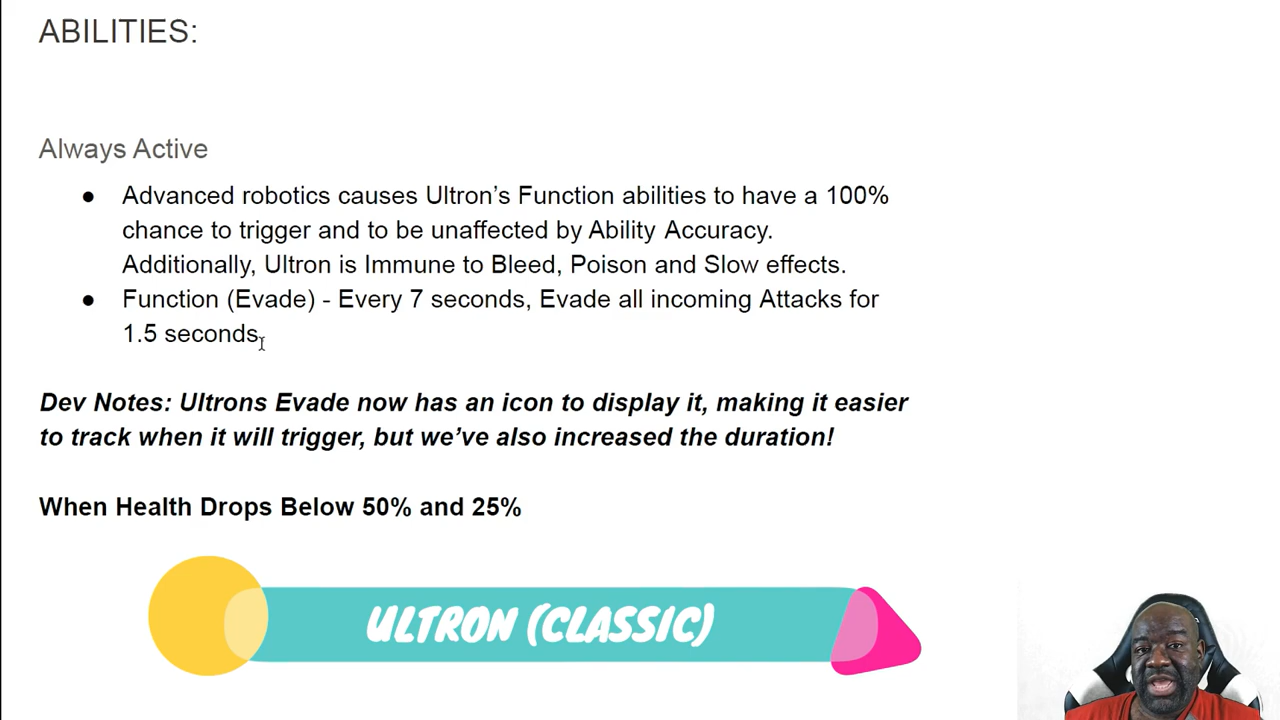 ABILITIES:
Always Active
● Advanced robotics causes Ultron’s Function abilities to have a 100%
chance to trigger and to be unaffected by Ability Accuracy.
Additionally, Ultron is Immune to Bleed, Poison and Slow effects.
● Function (Evade) - Every 7 seconds, Evade all incoming Attacks for
1.5 seconds.
Dev Notes: Ultrons Evade now has an icon to display it, making it easier
to track when it will trigger, but we’ve also increased the duration!
When Health Drops Below 50% and 25%
ULTRON (CLASSIC)